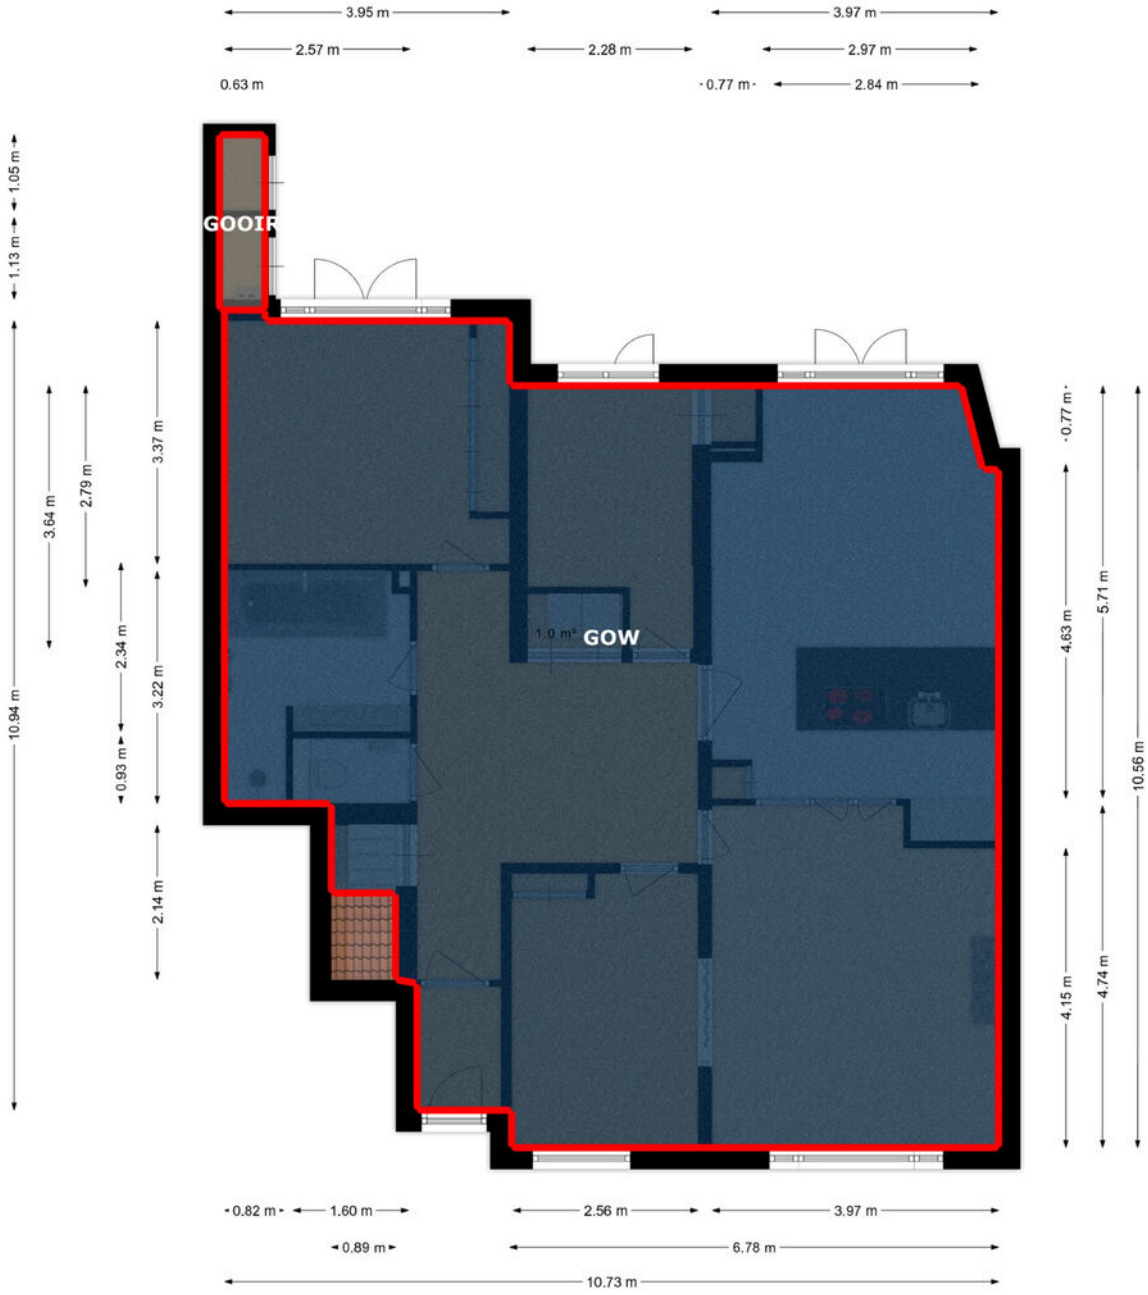 3.95 m
3.97 m
2.57 m
2.28 m
2.97 m
0.63 m
0.77 m
2.84 m
1.05 m
1.13 m
GOOIR
3.37 m
2.79 m
3.64 m
0.77 m
5.71 m
4.63 m
2.34 m
3.22 m
1.0 m²
GOW
10.94 m
10.56 m
0.93 m
2.14 m
4.15 m
4.74 m
0.82 m
1.60 m
2.56 m
3.97 m
0.89 m
6.78 m
10.73 m